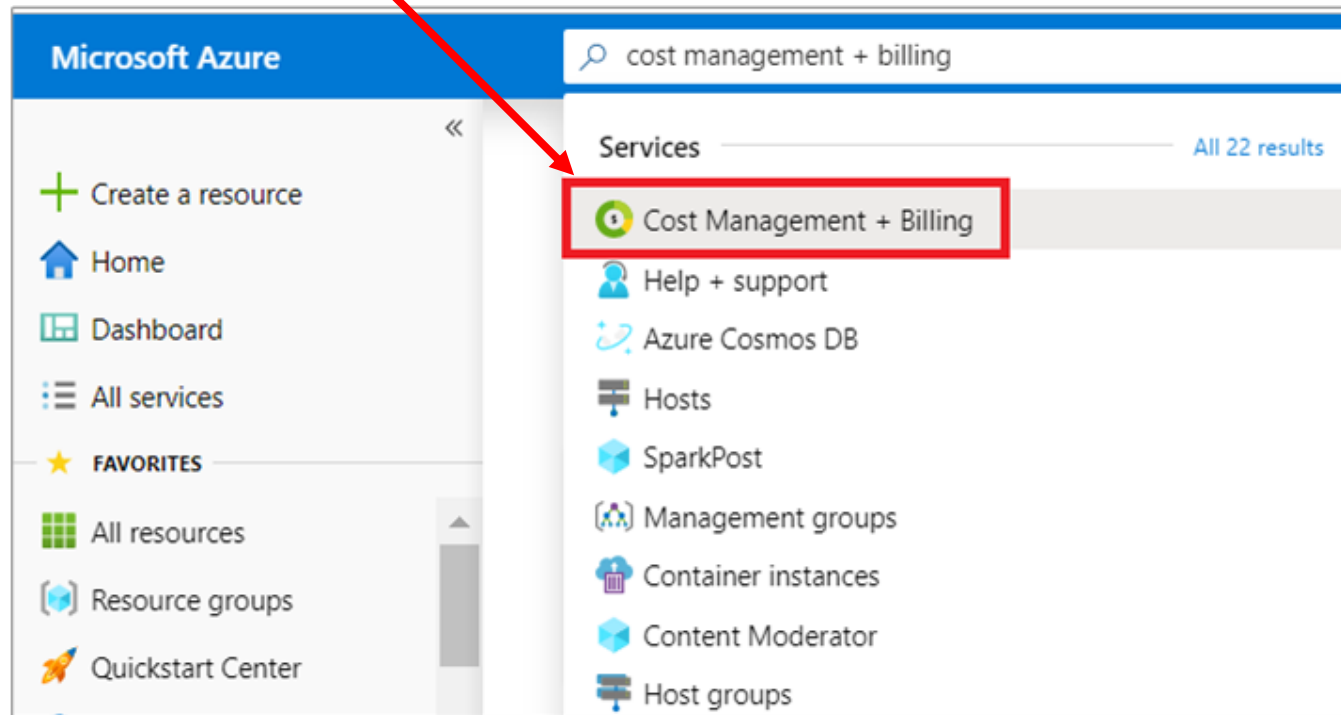 Microsoft Azure
cost management + billing
«
Create a resource
Home
Dashboard
All services
FAVORITES
All resources
Resource groups
Quickstart Center
Services
All 22 results
Cost Management + Billing
Help + support
Azure Cosmos DB
Hosts
SparkPost
Management groups
Container instances
Content Moderator
Host groups